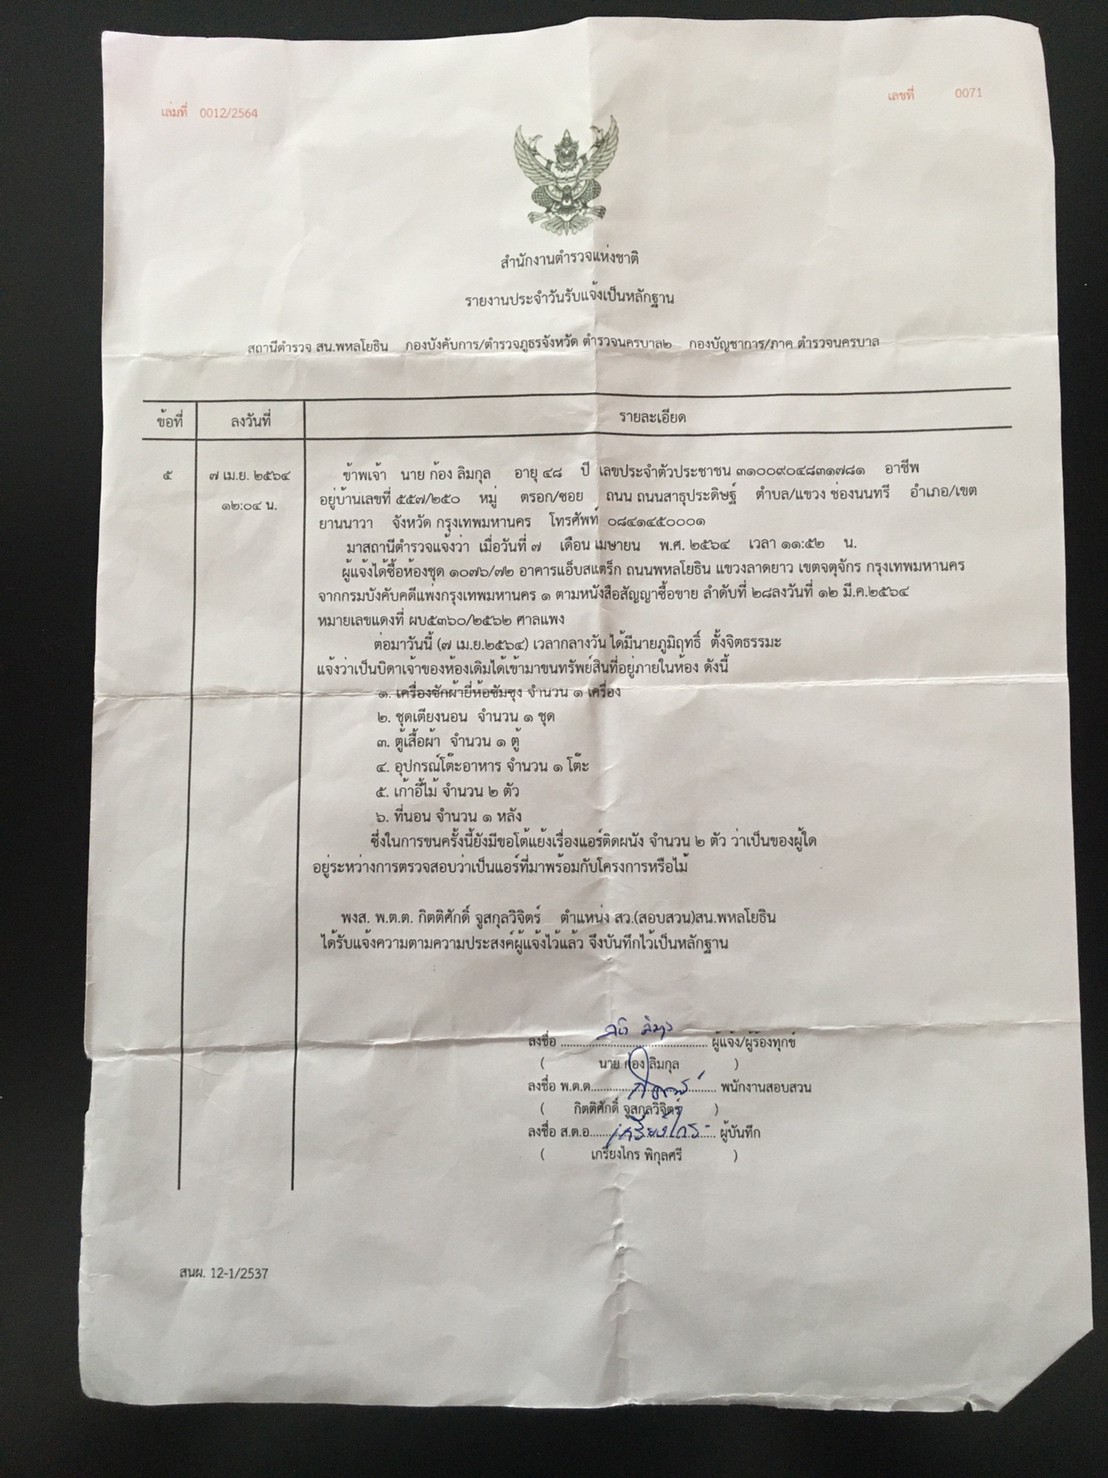 เล่มที่ 0012/2564
เลขที่ 0071
สำนักงานตำรวจแห่งชาติ
รายงานประจำวันรับแจ้งเป็นหลักฐาน
สถานีตำรวจ สน.พหลโยธิน กองบังคับการ/ตำรวจภูธรจังหวัด ตำรวจนครบาล๒ กองบัญชาการ/ภาค ตำรวจนครบาล
ข้อที่ ลงวันที่ รายละเอียด
๕ ๗ เม.ย. ๒๕๖๔ ข้าพเจ้า นาย ก้อง ลิมกุล อายุ ๔๘ ปี เลขประจำตัวประชาชน ๓๑๐๐๙๐๔๘๓๑๗๘๑ อาชีพ
๑๒:๐๔ น. อยู่บ้านเลขที่ ๕๕๗/๒๕๐ หมู่ ตรอก/ซอย ถนน ถนนสาธุประดิษฐ์ ตำบล/แขวง ช่องนนทรี อำเภอ/เขต
ยานนาวา จังหวัด กรุงเทพมหานคร โทรศัพท์ ๐๘๔๑๔๕๐๐๐๑
มาสถานีตำรวจแจ้งว่า เมื่อวันที่ ๗ เดือน เมษายน พ.ศ. ๒๕๖๔ เวลา ๑๑:๕๒ น.
ผู้แจ้งได้ซื้อห้องชุด ๑๐๗๖/๗๒ อาคารแอ็บสแตร็ก ถนนพหลโยธิน แขวงลาดยาว เขตจตุจักร กรุงเทพมหานคร
จากกรมบังคับคดีแพ่งกรุงเทพมหานคร ๑ ตามหนังสือสัญญาซื้อขาย ลำดับที่ ๒๘ลงวันที่ ๑๒ มี.ค.๒๕๖๔
หมายเลขแดงที่ ผบ๕๓๖๐/๒๕๖๒ ศาลแพง
ต่อมาวันนี้ (๗ เม.ย.๒๕๖๔) เวลากลางวัน ได้มีนายภูมิฤทธิ์ ตั้งจิตธรรมะ
แจ้งว่าเป็นบิดาเจ้าของห้องเดิมได้เข้ามาขนทรัพย์สินที่อยู่ภายในห้อง ดังนี้
๑. เครื่องซักผ้ายี่ห้อซัมซุง จำนวน ๑ เครื่อง
๒. ชุดเตียงนอน จำนวน ๑ ชุด
๓. ตู้เสื้อผ้า จำนวน ๑ ตู้
๔. อุปกรณ์โต๊ะอาหาร จำนวน ๑ โต๊ะ
๕. เก้าอี้ไม้ จำนวน ๒ ตัว
๖. ที่นอน จำนวน ๑ หลัง
ซึ่งในการขนครั้งนี้ยังมีขอโต้แย้งเรื่องแอร์ติดผนัง จำนวน ๒ ตัว ว่าเป็นของผู้ใด
อยู่ระหว่างการตรวจสอบว่าเป็นแอร์ที่มาพร้อมกับโครงการหรือไม่
พงส. พ.ต.ต. กิตติศักดิ์ จูสกุลวิจิตร์ ตำแหน่ง สว.(สอบสวน)สน.พหลโยธิน
ได้รับแจ้งความตามความประสงค์ผู้แจ้งไว้แล้ว จึงบันทึกไว้เป็นหลักฐาน
ลงชื่อ ........ ผู้แจ้ง/ผู้ร้องทุกข์
( นาย ก้อง ลิมกุล )
ลงชื่อ พ.ต.ต. ........ พนักงานสอบสวน
( กิตติศักดิ์ จูสกุลวิจิตร์ )
ลงชื่อ ส.ต.อ. เกรียงไกร ผู้บันทึก
( เกรียงไกร พิกุลศรี )
สนผ. 12-1/2537